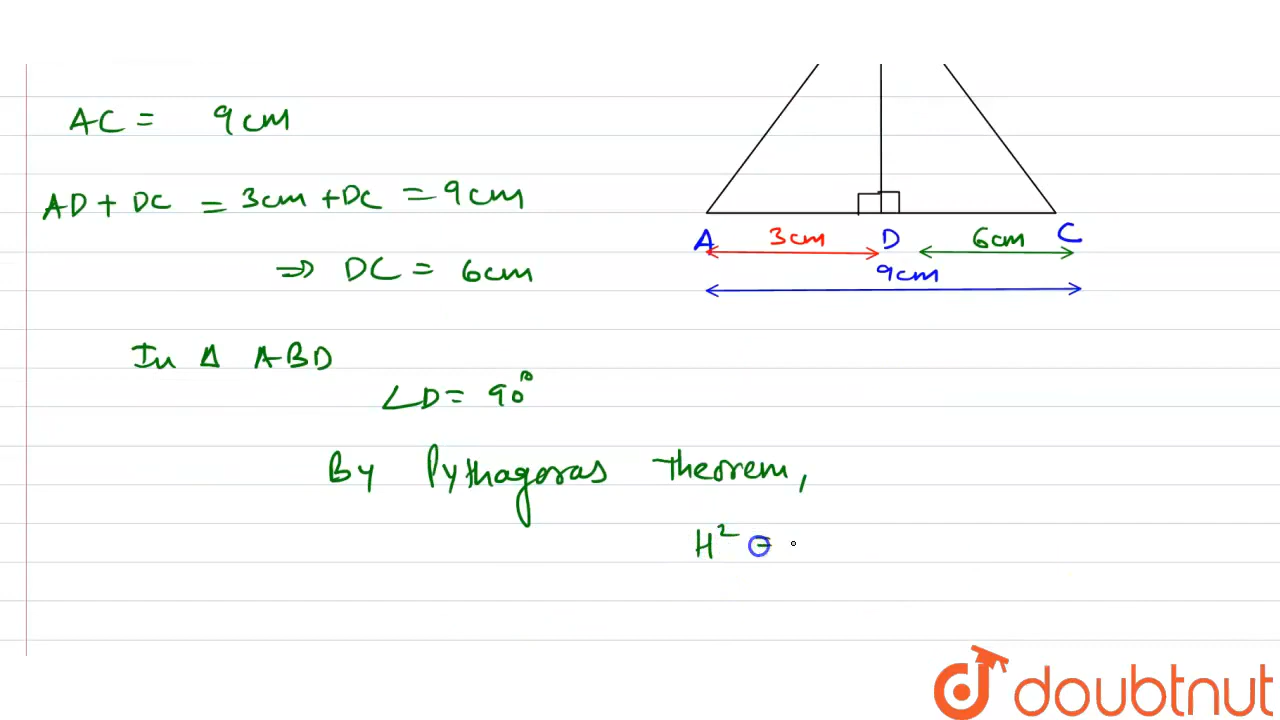 AC = 9cm
AD + DC = 3cm + DC = 9cm
⇒ DC = 6cm
A 3cm D 6cm C
9cm
In Δ ABD
∠D = 90°
By Pythagoras theorem,
H² =
doubtnut